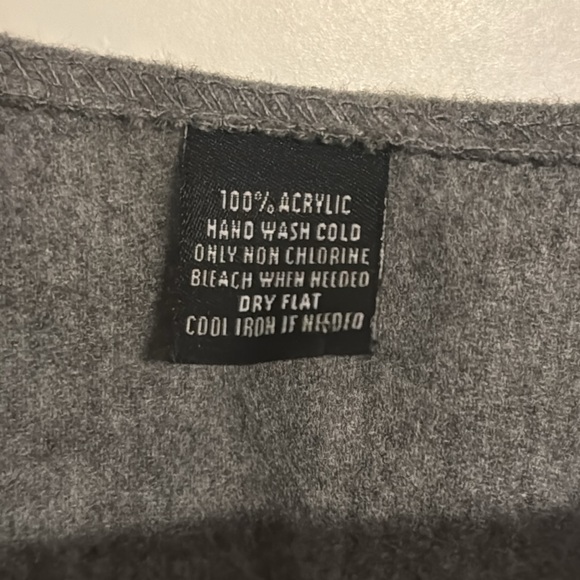 100% ACRYLIC
HAND WASH COLD
ONLY NON CHLORINE
BLEACH WHEN NEEDED
DRY FLAT
COOL IRON IF NEEDED